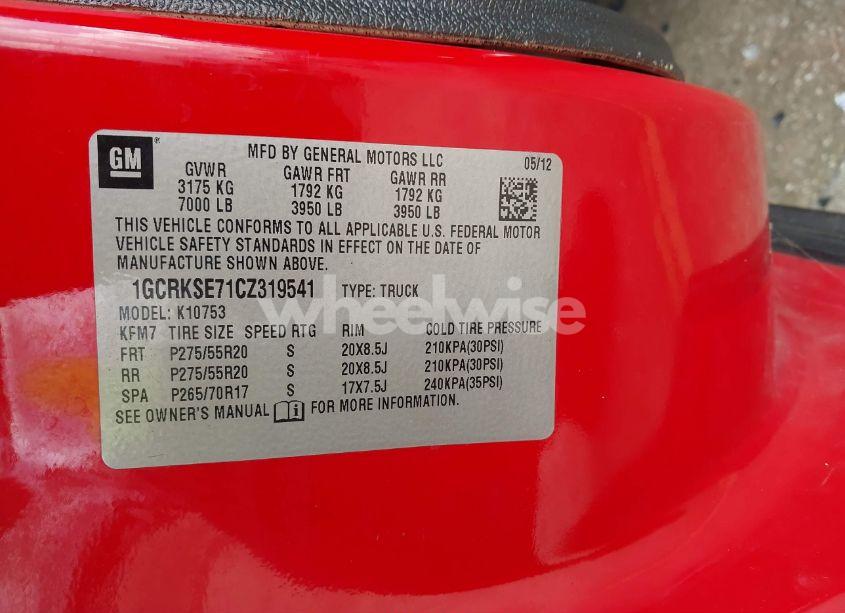 GM
MFD BY GENERAL MOTORS LLC 05/12
GVWR GAWR FRT GAWR RR
3175 KG 1792 KG 1792 KG
7000 LB 3950 LB 3950 LB
THIS VEHICLE CONFORMS TO ALL APPLICABLE U.S. FEDERAL MOTOR
VEHICLE SAFETY STANDARDS IN EFFECT ON THE DATE OF
MANUFACTURE SHOWN ABOVE.
1GCRKSE71CZ319541 TYPE: TRUCK
MODEL: K10753
wheelwise
KFM7 TIRE SIZE SPEED RTG RIM COLD TIRE PRESSURE
FRT P275/55R20 S 20X8.5J 210KPA(30PSI)
RR P275/55R20 S 20X8.5J 210KPA(30PSI)
SPA P265/70R17 S 17X7.5J 240KPA(35PSI)
SEE OWNER'S MANUAL FOR MORE INFORMATION.